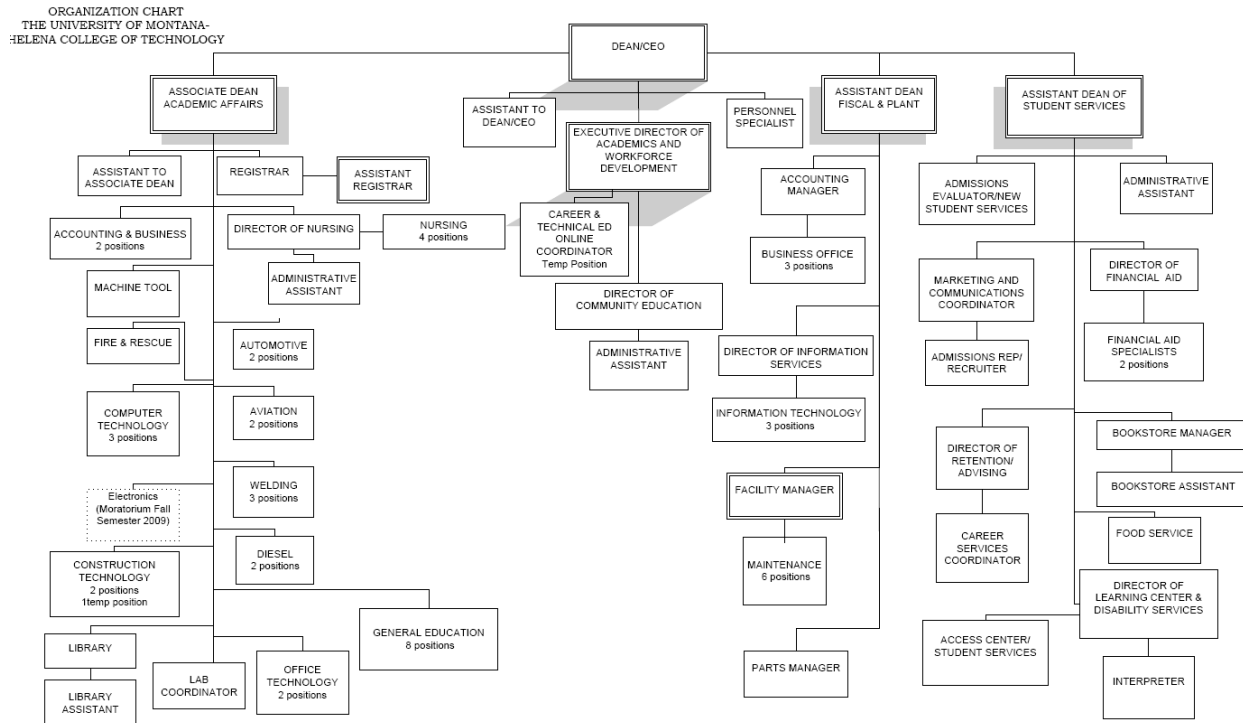 ORGANIZATION CHART
THE UNIVERSITY OF MONTANA-
HELENA COLLEGE OF TECHNOLOGY
DEAN/CEO
ASSOCIATE DEAN
ACADEMIC AFFAIRS
ASSISTANT TO
DEAN/CEO
PERSONNEL
SPECIALIST
ASSISTANT DEAN
FISCAL & PLANT
ASSISTANT DEAN OF
STUDENT SERVICES
EXECUTIVE DIRECTOR OF
ACADEMICS AND
WORKFORCE
DEVELOPMENT
ASSISTANT TO
ASSOCIATE DEAN
REGISTRAR
ASSISTANT
REGISTRAR
ACCOUNTING
MANAGER
ADMISSIONS
EVALUATOR/NEW
STUDENT SERVICES
ADMINISTRATIVE
ASSISTANT
ACCOUNTING & BUSINESS
2 positions
DIRECTOR OF NURSING
NURSING
4 positions
CAREER &
TECHNICAL ED
ONLINE
COORDINATOR
Temp Position
BUSINESS OFFICE
3 positions
MACHINE TOOL
ADMINISTRATIVE
ASSISTANT
DIRECTOR OF
COMMUNITY EDUCATION
MARKETING AND
COMMUNICATIONS
COORDINATOR
DIRECTOR OF
FINANCIAL AID
FIRE & RESCUE
AUTOMOTIVE
2 positions
ADMINISTRATIVE
ASSISTANT
DIRECTOR OF INFORMATION
SERVICES
ADMISSIONS REP/
RECRUITER
FINANCIAL AID
SPECIALISTS
2 positions
COMPUTER
TECHNOLOGY
3 positions
AVIATION
2 positions
INFORMATION TECHNOLOGY
3 positions
DIRECTOR OF
RETENTION/
ADVISING
BOOKSTORE MANAGER
BOOKSTORE ASSISTANT
Electronics
(Moratorium Fall
Semester 2009)
WELDING
3 positions
FACILITY MANAGER
CAREER
SERVICES
COORDINATOR
FOOD SERVICE
CONSTRUCTION
TECHNOLOGY
2 positions
1temp position
DIESEL
2 positions
MAINTENANCE
6 positions
DIRECTOR OF
LEARNING CENTER &
DISABILITY SERVICES
GENERAL EDUCATION
8 positions
LIBRARY
LAB
COORDINATOR
OFFICE
TECHNOLOGY
2 positions
PARTS MANAGER
ACCESS CENTER/
STUDENT SERVICES
INTERPRETER
LIBRARY
ASSISTANT